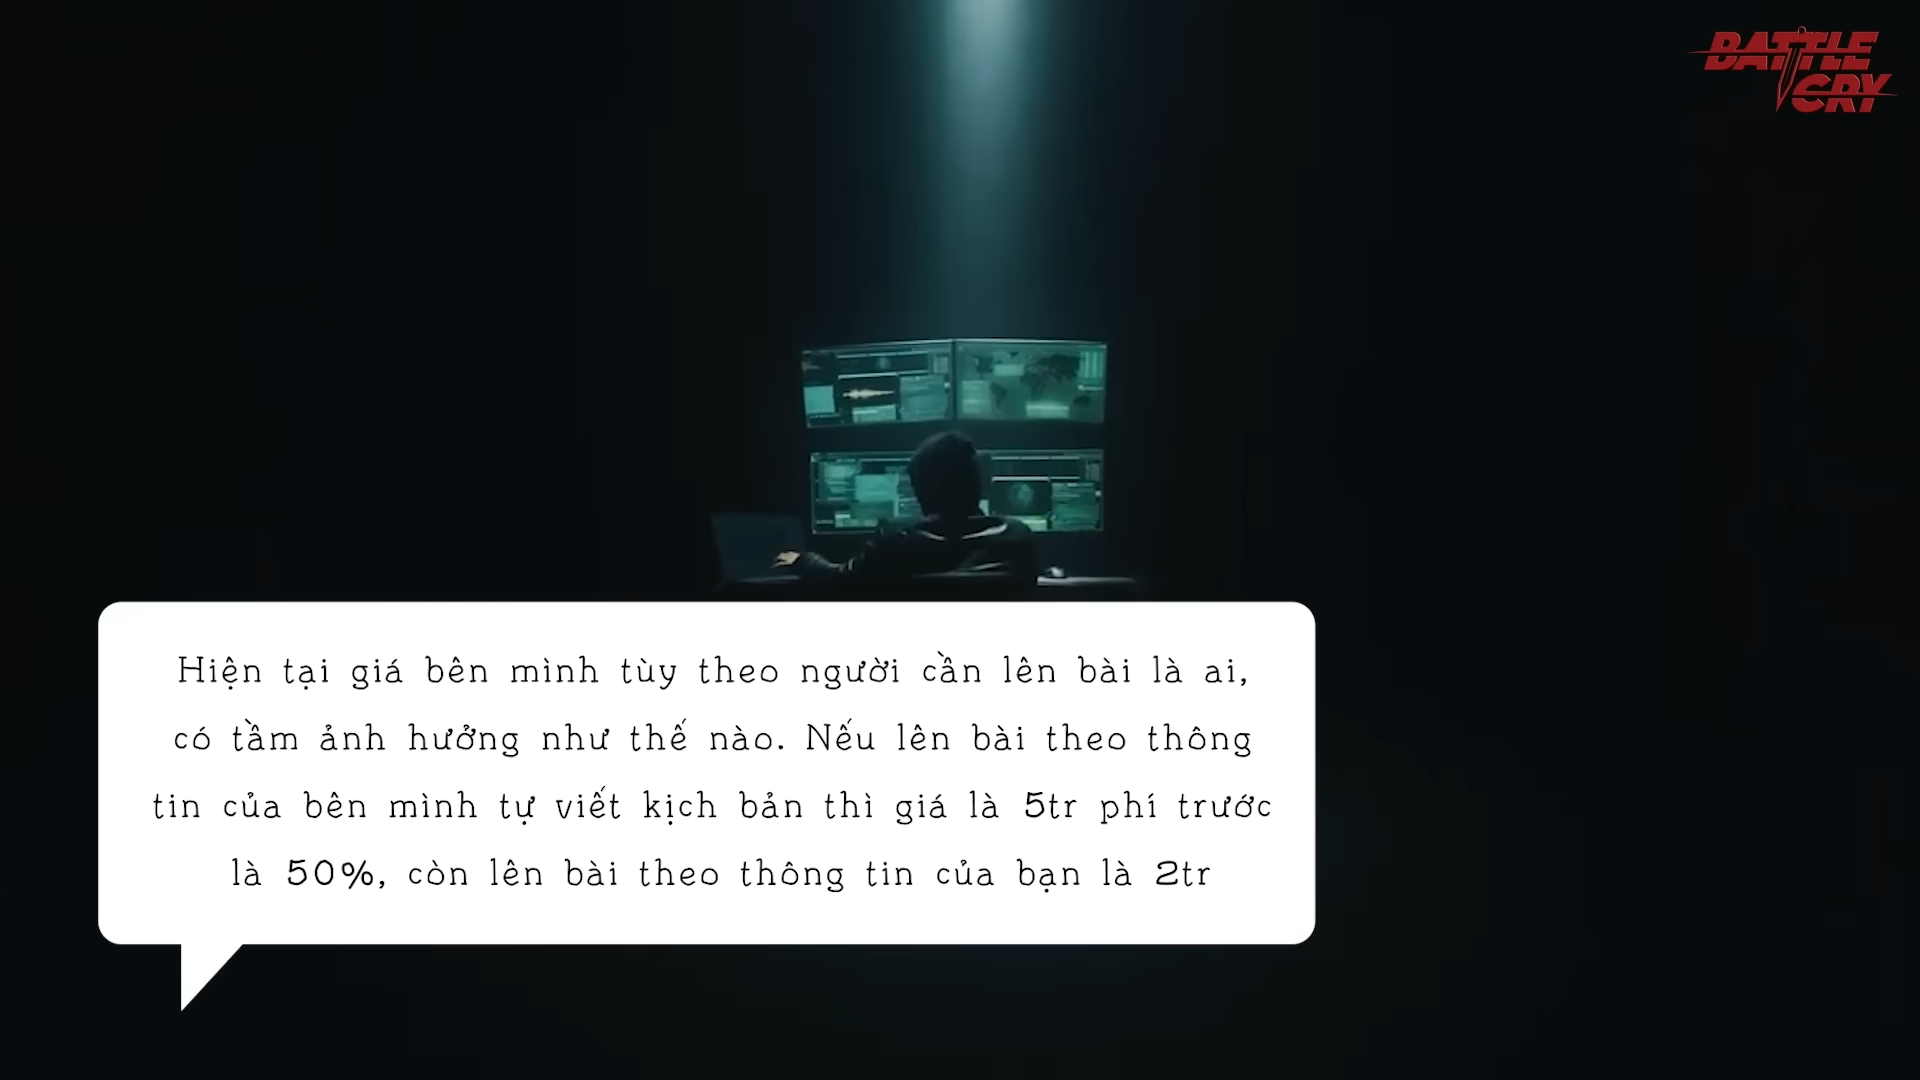 BATTLE
CRY
Hiện tại giá bên mình tùy theo người cần lên bài là ai,
có tầm ảnh hưởng như thế nào. Nếu lên bài theo thông
tin của bên mình tự viết kịch bản thì giá là 5tr phí trước
là 50%, còn lên bài theo thông tin của bạn là 2tr